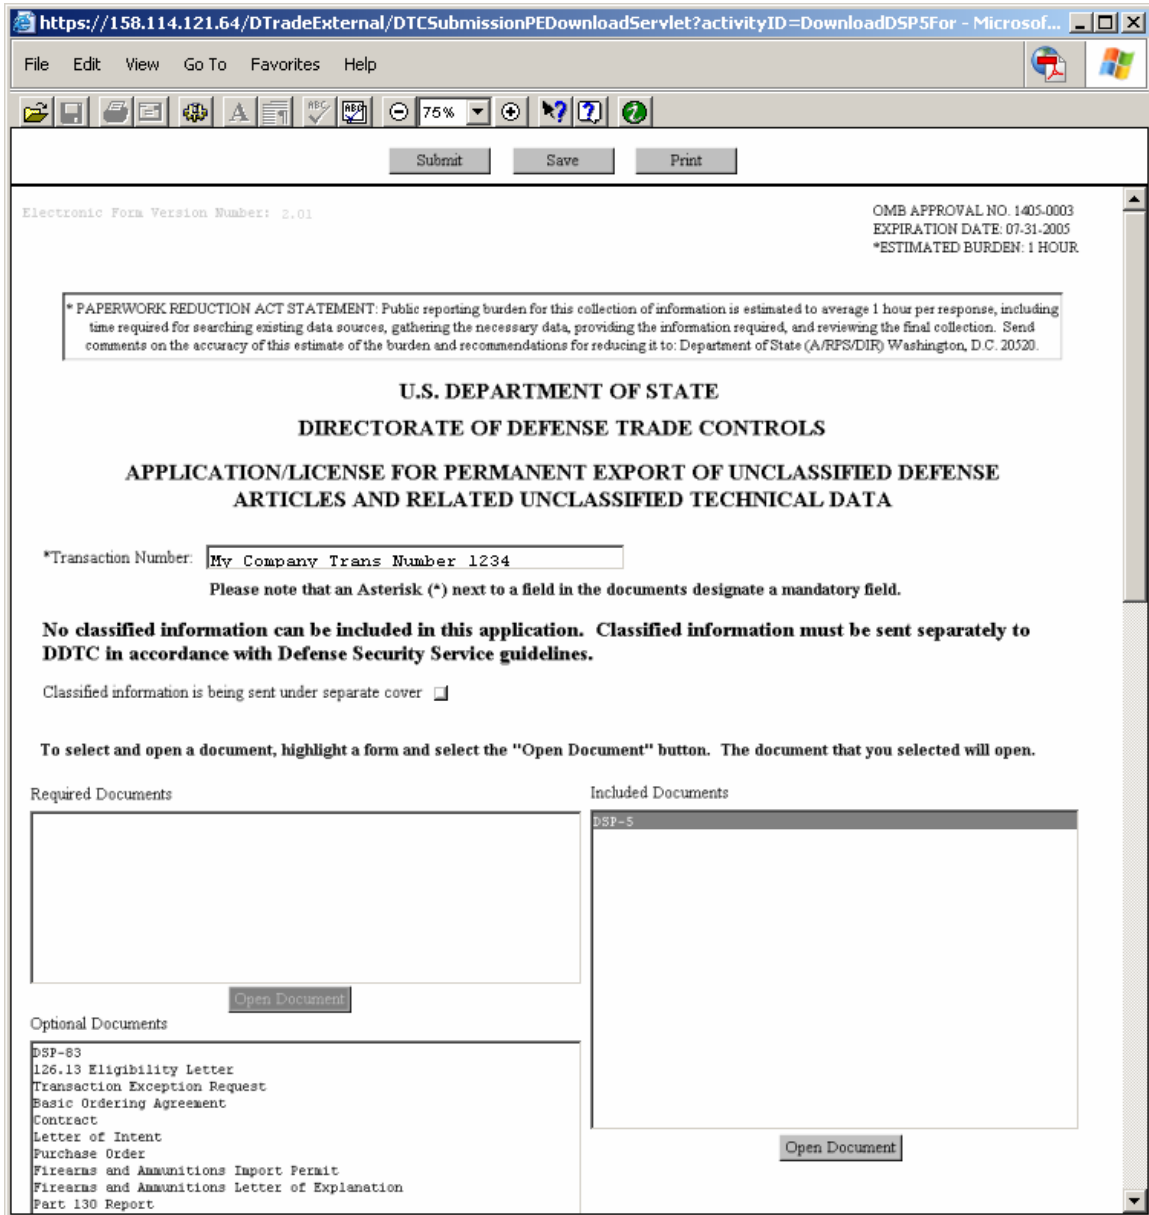 https://158.114.121.64/DTradeExternal/DTCSubmissionPEDownloadServlet?activityID=DownloadDSP5For - Microsof...
File Edit View Go To Favorites Help
75%
Submit Save Print
Electronic Form Version Number: 2.01
OMB APPROVAL NO. 1405-0003
EXPIRATION DATE: 07-31-2005
*ESTIMATED BURDEN: 1 HOUR
* PAPERWORK REDUCTION ACT STATEMENT: Public reporting burden for this collection of information is estimated to average 1 hour per response, including
time required for searching existing data sources, gathering the necessary data, providing the information required, and reviewing the final collection. Send
comments on the accuracy of this estimate of the burden and recommendations for reducing it to: Department of State (A/RPS/DIR) Washington, D.C. 20520.
U.S. DEPARTMENT OF STATE
DIRECTORATE OF DEFENSE TRADE CONTROLS
APPLICATION/LICENSE FOR PERMANENT EXPORT OF UNCLASSIFIED DEFENSE
ARTICLES AND RELATED UNCLASSIFIED TECHNICAL DATA
*Transaction Number: My Company Trans Number 1234
Please note that an Asterisk (*) next to a field in the documents designate a mandatory field.
No classified information can be included in this application. Classified information must be sent separately to
DDTC in accordance with Defense Security Service guidelines.
Classified information is being sent under separate cover
To select and open a document, highlight a form and select the "Open Document" button. The document that you selected will open.
Required Documents
Open Document
Optional Documents
DSP-83
126.13 Eligibility Letter
Transaction Exception Request
Basic Ordering Agreement
Contract
Letter of Intent
Purchase Order
Firearms and Ammunitions Import Permit
Firearms and Ammunitions Letter of Explanation
Part 130 Report
Included Documents
DSP-5
Open Document